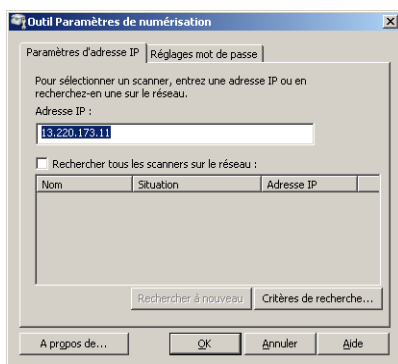 Outil Paramètres de numérisation
Paramètres d'adresse IP Réglages mot de passe
Pour sélectionner un scanner, entrez une adresse IP ou en
recherchez-en une sur le réseau.
Adresse IP :
13.220.173.11
Rechercher tous les scanners sur le réseau :
Nom Situation Adresse IP
Rechercher à nouveau Critères de recherche...
A propos de... OK Annuler Aide